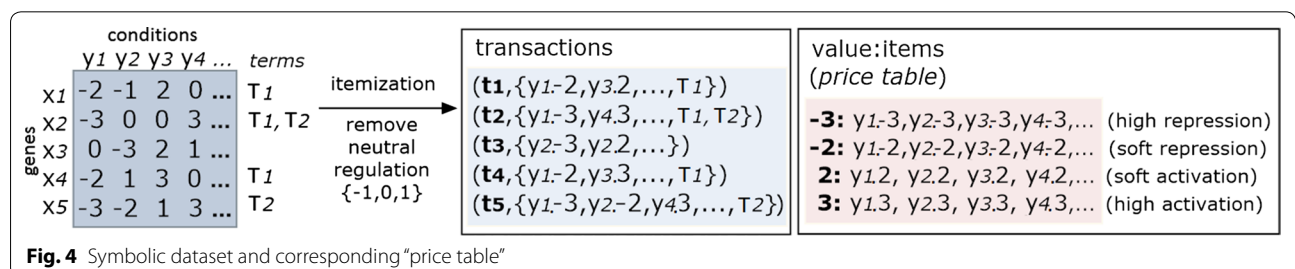 conditions
y1 y2 y3 y4 ... terms
genes
x1 -2 -1 2 0 ... T1
x2 -3 0 0 3 ... T1, T2
x3 0 -3 2 1 ...
x4 -2 1 3 0 ... T1
x5 -3 -2 1 3 ... T2
itemization
remove
neutral
regulation
{-1,0,1}
transactions
(t1,{y1.-2,y3.2,...,T1})
(t2,{y1.-3,y4.3,...,T1,T2})
(t3,{y2.-3,y2.2,...})
(t4,{y1.-2,y3.3,...,T1})
(t5,{y1.-3,y2.-2,y4.3,...,T2})
value:items
(price table)
-3: y1.-3,y2.-3,y3.-3,y4.-3,... (high repression)
-2: y1.-2,y2.-2,y3.-2,y4.-2,... (soft repression)
2: y1.2, y2.2, y3.2, y4.2,... (soft activation)
3: y1.3, y2.3, y3.3, y4.3,... (high activation)
Fig. 4 Symbolic dataset and corresponding “price table”